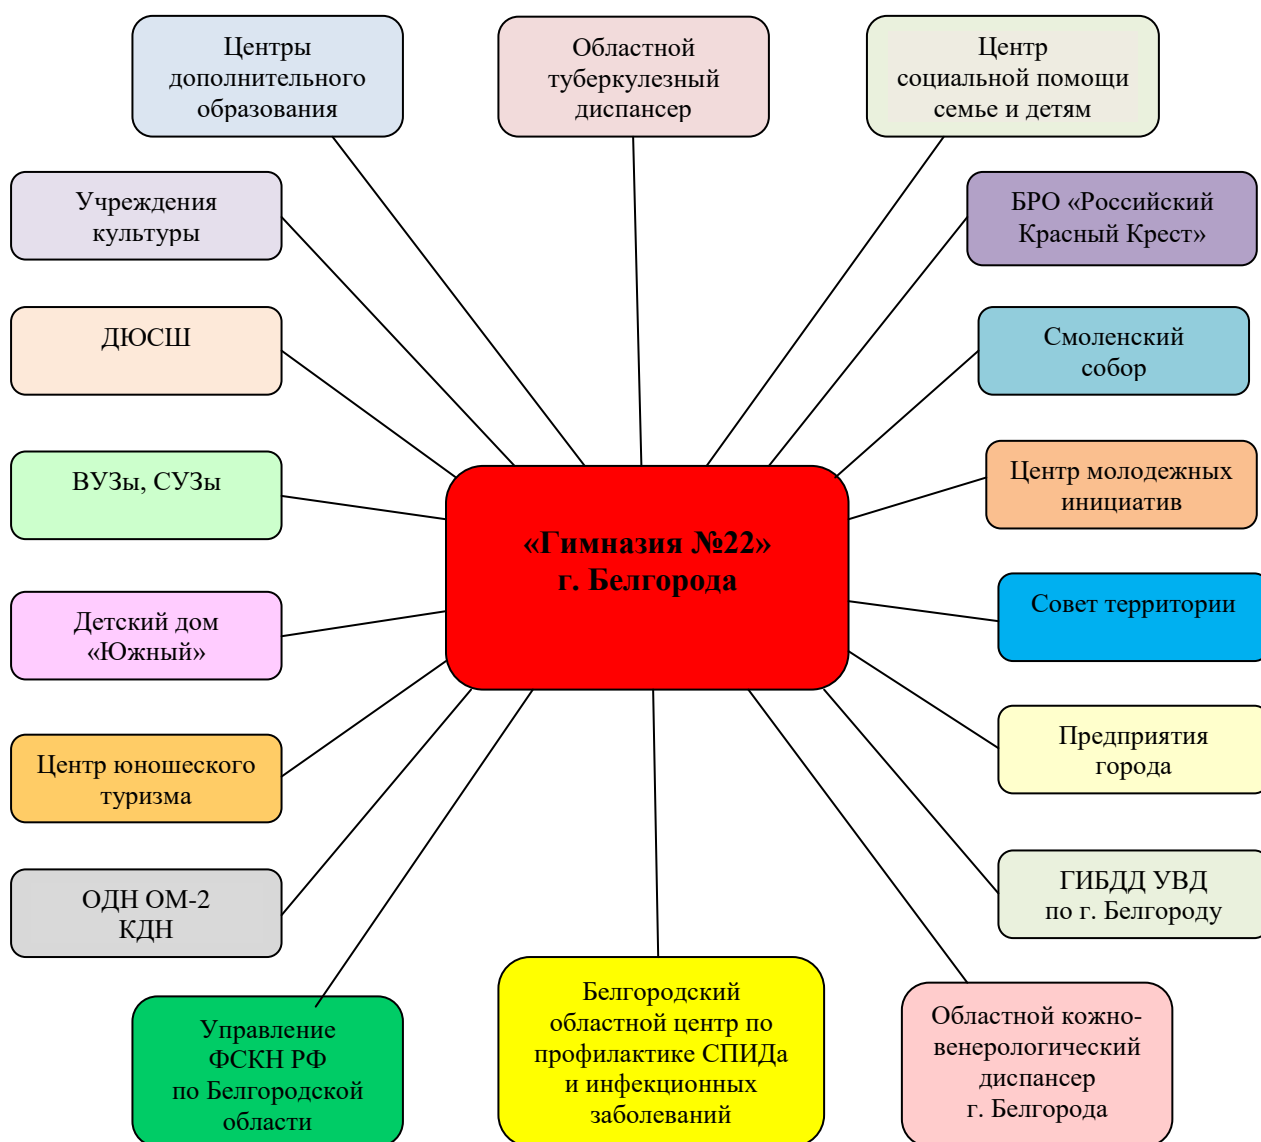 Центры
дополнительного
образования
Областной
туберкулезный
диспансер
Центр
социальной помощи
семье и детям
Учреждения
культуры
БРО «Российский
Красный Крест»
ДЮСШ
Смоленский
собор
ВУЗы, СУЗы
Центр молодежных
инициатив
«Гимназия №22»
г. Белгорода
Детский дом
«Южный»
Совет территории
Центр юношеского
туризма
Предприятия
города
ОДН ОМ-2
КДН
ГИБДД УВД
по г. Белгороду
Управление
ФСКН РФ
по Белгородской
области
Белгородский
областной центр по
профилактике СПИДа
и инфекционных
заболеваний
Областной кожно-
венерологический
диспансер
г. Белгорода